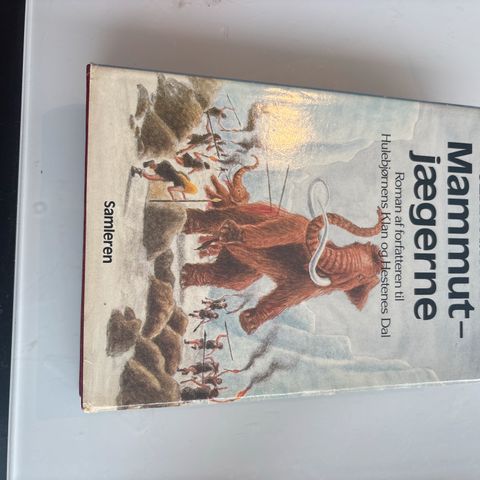 Mammut-
jægerne
Roman af forfatteren til
Hulebjørnens Klan og Hestenes Dal
Samleren